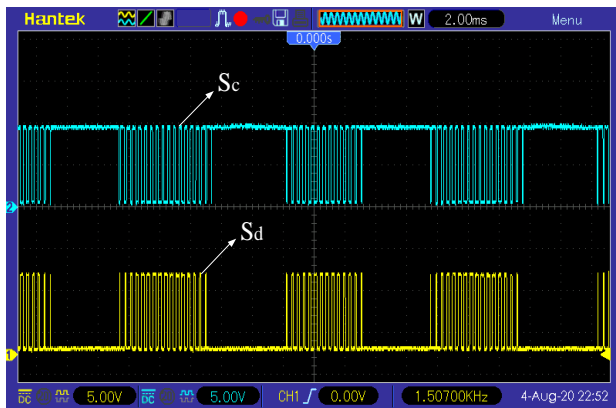 Hantek W 2.00ms Menu
0.000s
Sc
2
Sd
1
DC 5.00V DC 5.00V CH1 0.00V 1.50700KHz 4-Aug-20 22:52